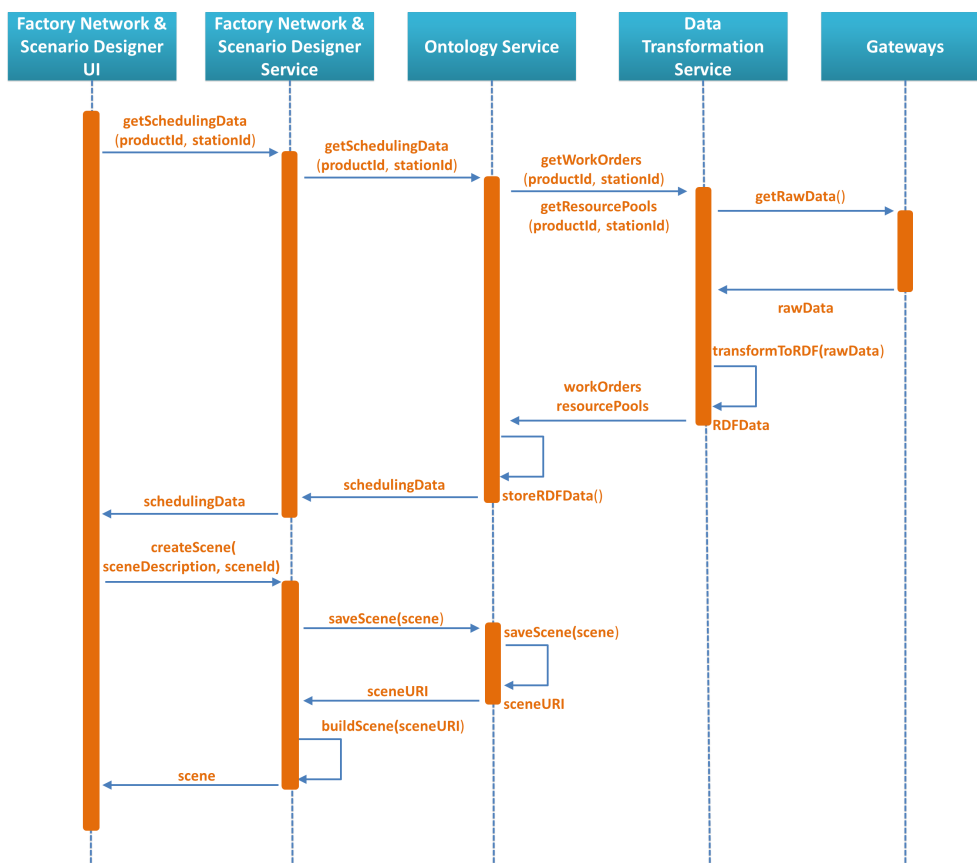 Factory Network &
Scenario Designer
UI
Factory Network &
Scenario Designer
Service
Ontology Service
Data
Transformation
Service
Gateways
getSchedulingData
(productId, stationId)
getSchedulingData
(productId, stationId)
getWorkOrders
(productId, stationId)
getResourcePools
(productId, stationId)
getRawData()
rawData
transformToRDF(rawData)
workOrders
resourcePools
RDFData
schedulingData
storeRDFData()
schedulingData
createScene(
sceneDescription, sceneId)
saveScene(scene)
saveScene(scene)
sceneURI
sceneURI
buildScene(sceneURI)
scene